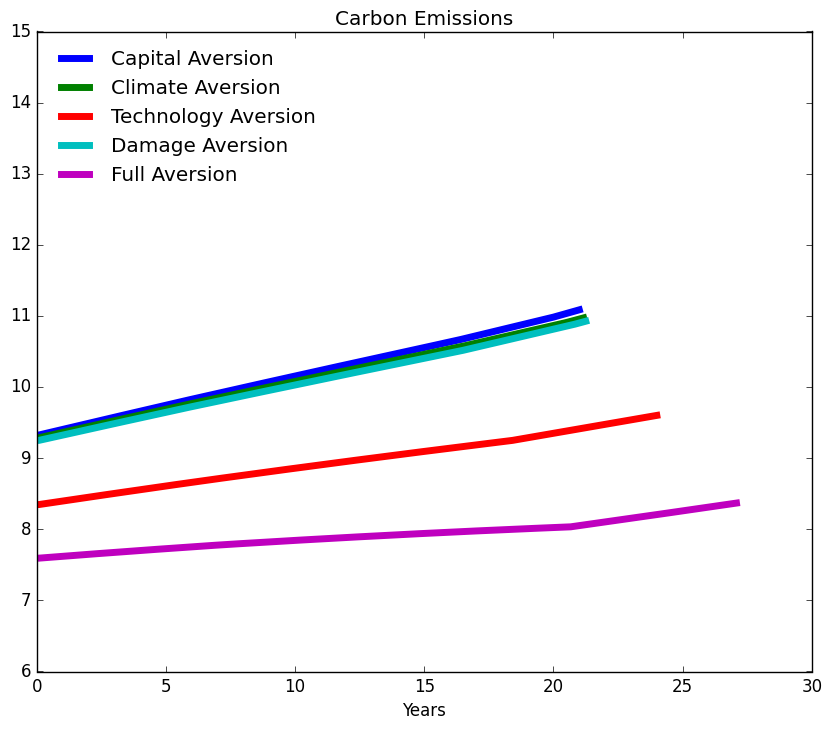 Carbon Emissions
15
14
13
12
11
10
9
8
7
6
Capital Aversion
Climate Aversion
Technology Aversion
Damage Aversion
Full Aversion
0 5 10 15 20 25 30
Years